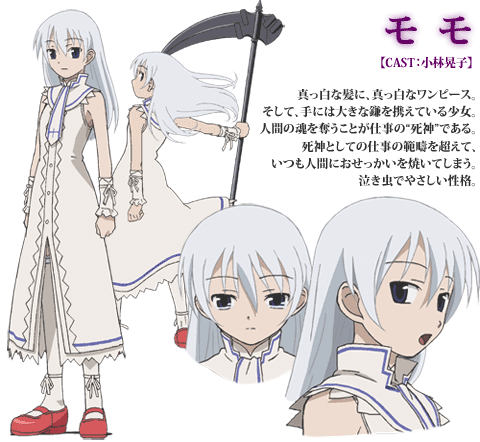 モモ
【CAST：小林晃子】
真っ白な髪に、真っ白なワンピース。
そして、手には大きな鎌を携えている少女。
人間の魂を奪うことが仕事の“死神”である。
死神としての仕事の範疇を超えて、
いつも人間におせっかいを焼いてしまう。
泣き虫でやさしい性格。